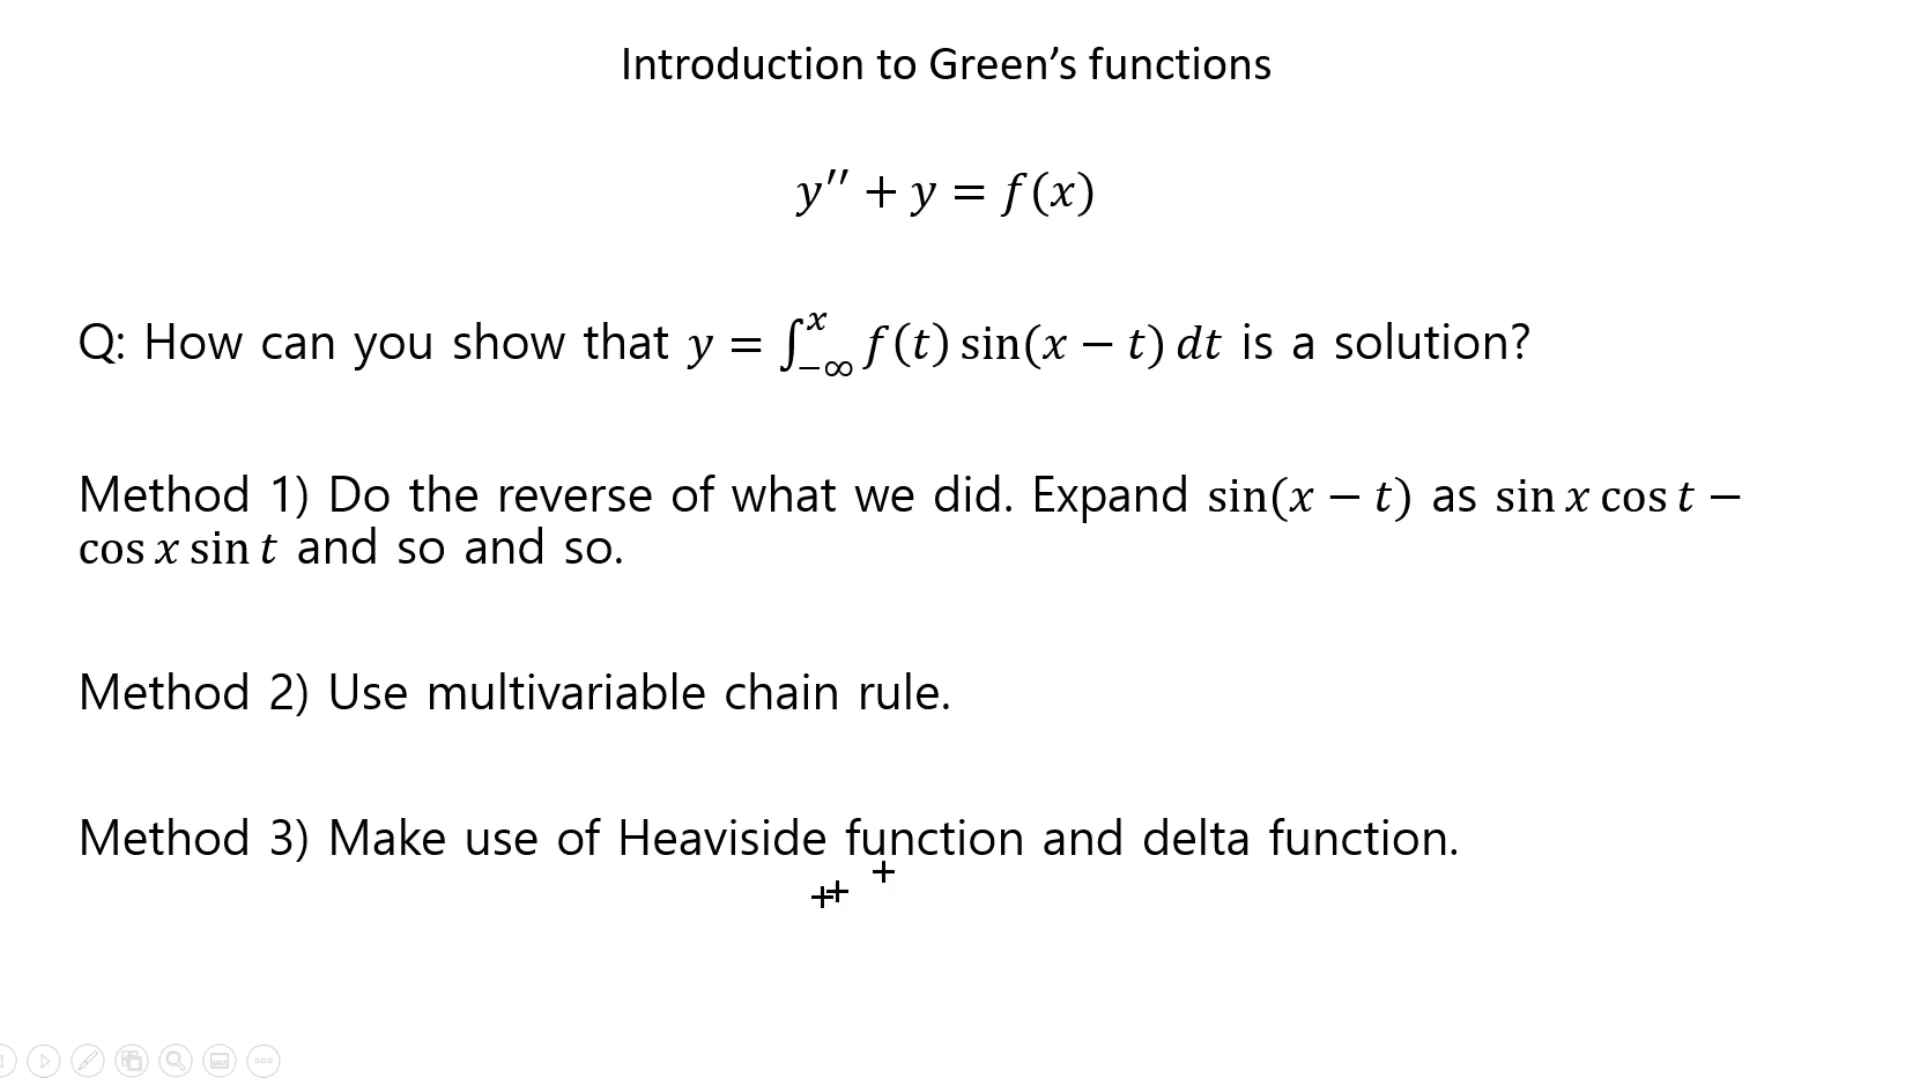 Introduction to Green’s functions
y′′ + y = f(x)
Q: How can you show that y = ∫_{−∞}^{x} f(t) sin(x − t) dt is a solution?
Method 1) Do the reverse of what we did. Expand sin(x − t) as sin x cos t −
cos x sin t and so and so.
Method 2) Use multivariable chain rule.
Method 3) Make use of Heaviside function and delta function.